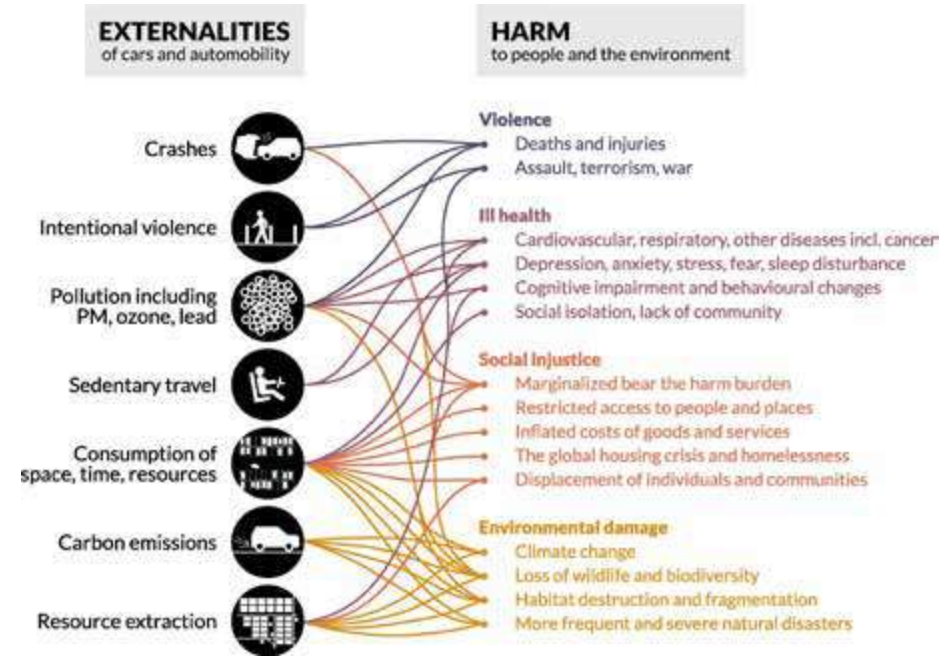 EXTERNALITIES
of cars and automobility
HARM
to people and the environment
Crashes
Intentional violence
Pollution including
PM, ozone, lead
Sedentary travel
Consumption of
space, time, resources
Carbon emissions
Resource extraction
Violence
Deaths and injuries
Assault, terrorism, war
Ill health
Cardiovascular, respiratory, other diseases incl. cancer
Depression, anxiety, stress, fear, sleep disturbance
Cognitive impairment and behavioural changes
Social isolation, lack of community
Social injustice
Marginalized bear the harm burden
Restricted access to people and places
Inflated costs of goods and services
The global housing crisis and homelessness
Displacement of individuals and communities
Environmental damage
Climate change
Loss of wildlife and biodiversity
Habitat destruction and fragmentation
More frequent and severe natural disasters